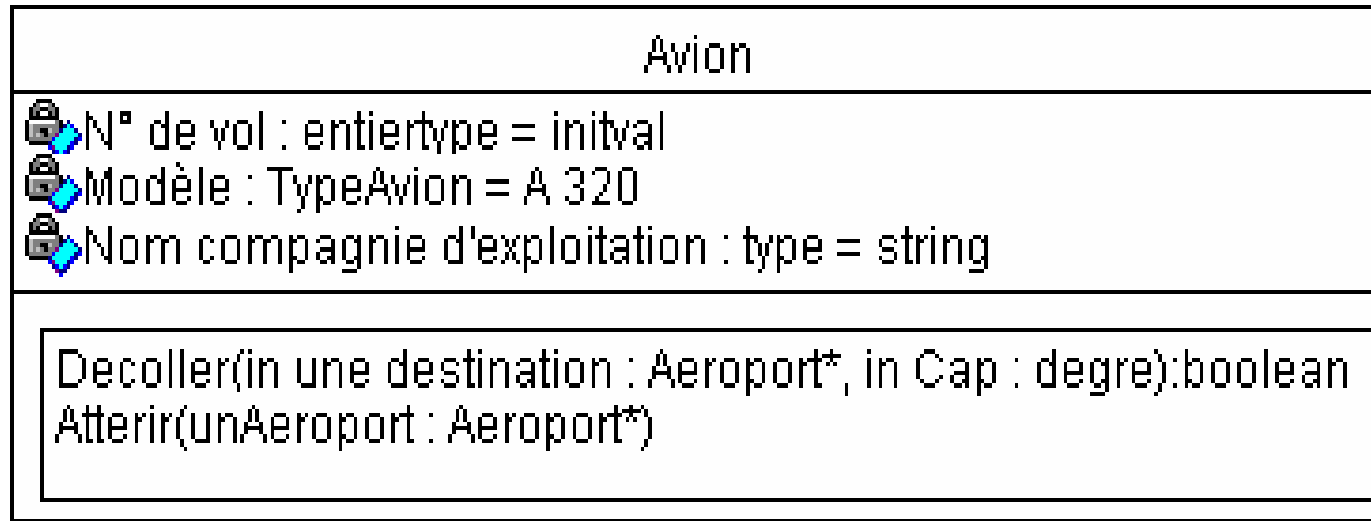 Avion
N° de vol : entiertype = initval
Modèle : TypeAvion = A 320
Nom compagnie d'exploitation : type = string
Decoller(in une destination : Aeroport*, in Cap : degre):boolean
Atterir(unAeroport : Aeroport*)